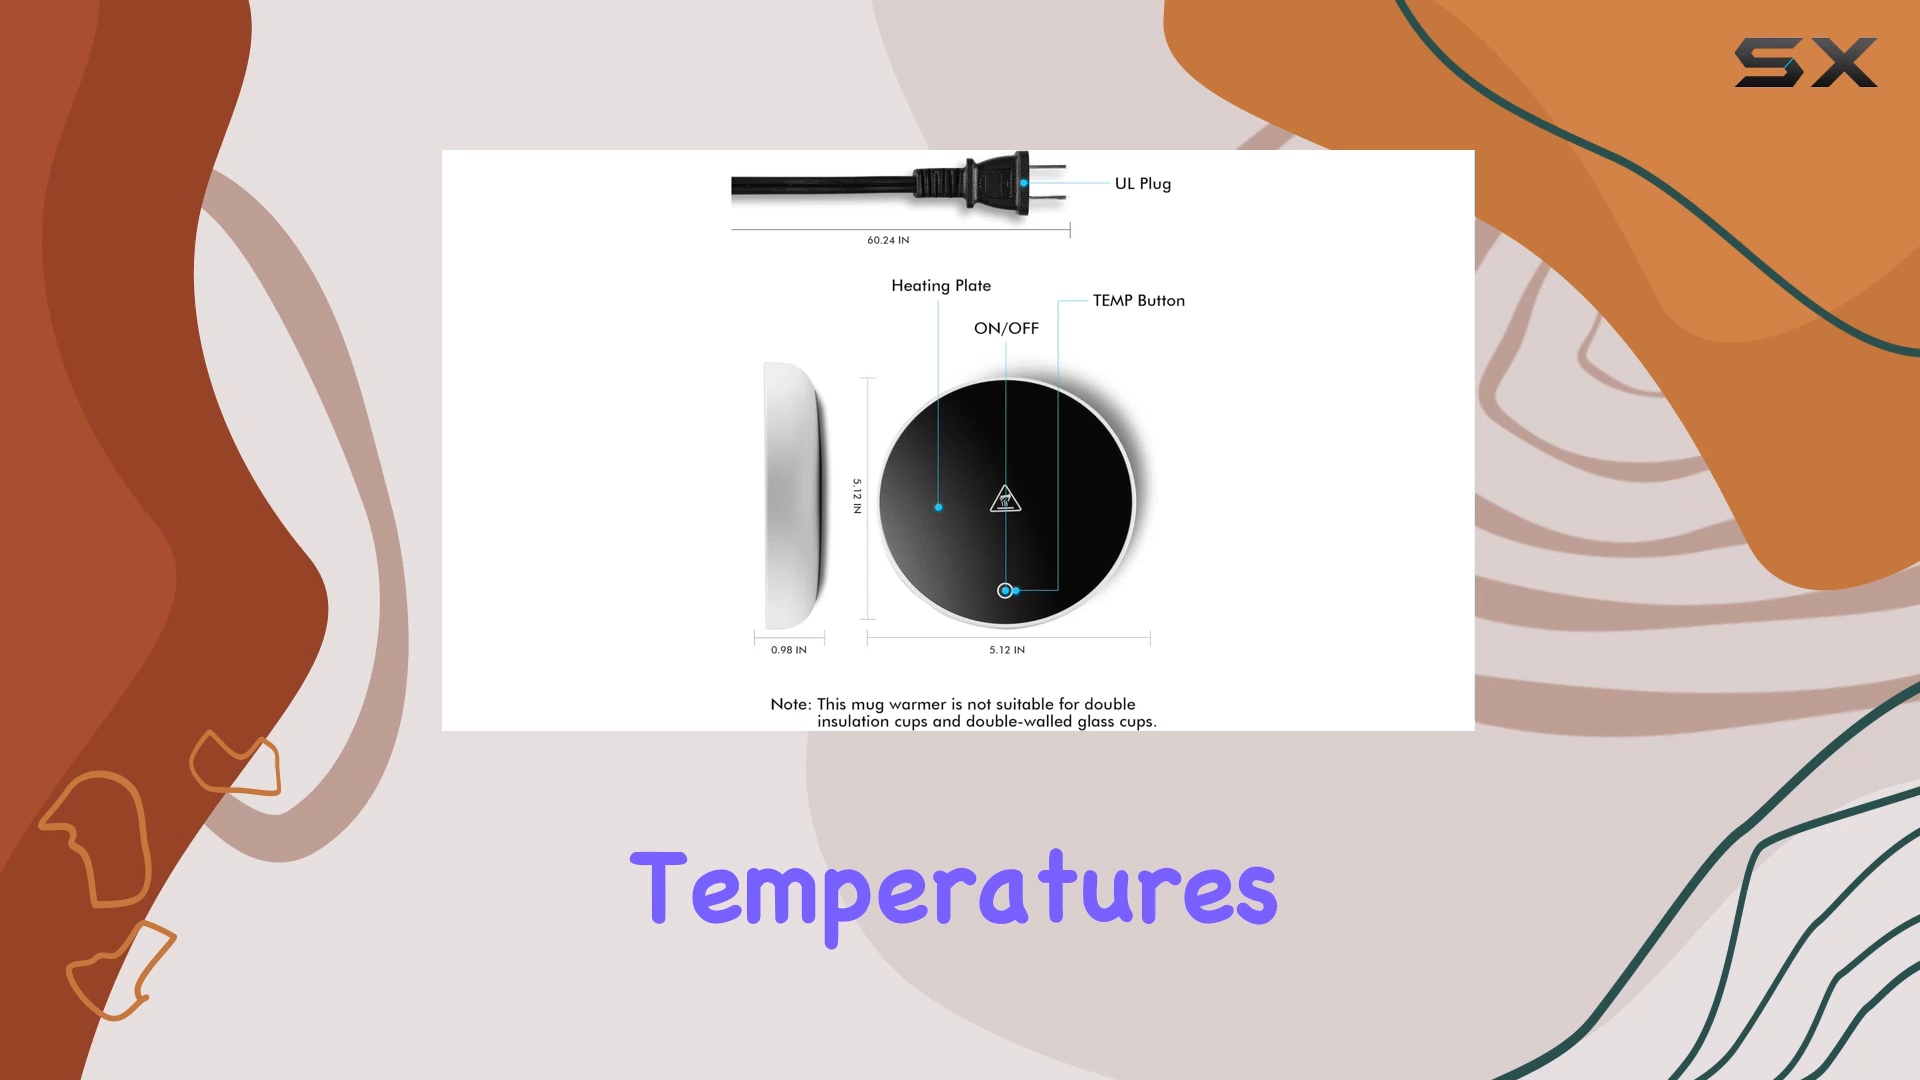 SX
UL Plug
60.24 IN
Heating Plate
TEMP Button
ON/OFF
5.12 IN
0.98 IN
5.12 IN
Note: This mug warmer is not suitable for double
insulation cups and double-walled glass cups.
Temperatures